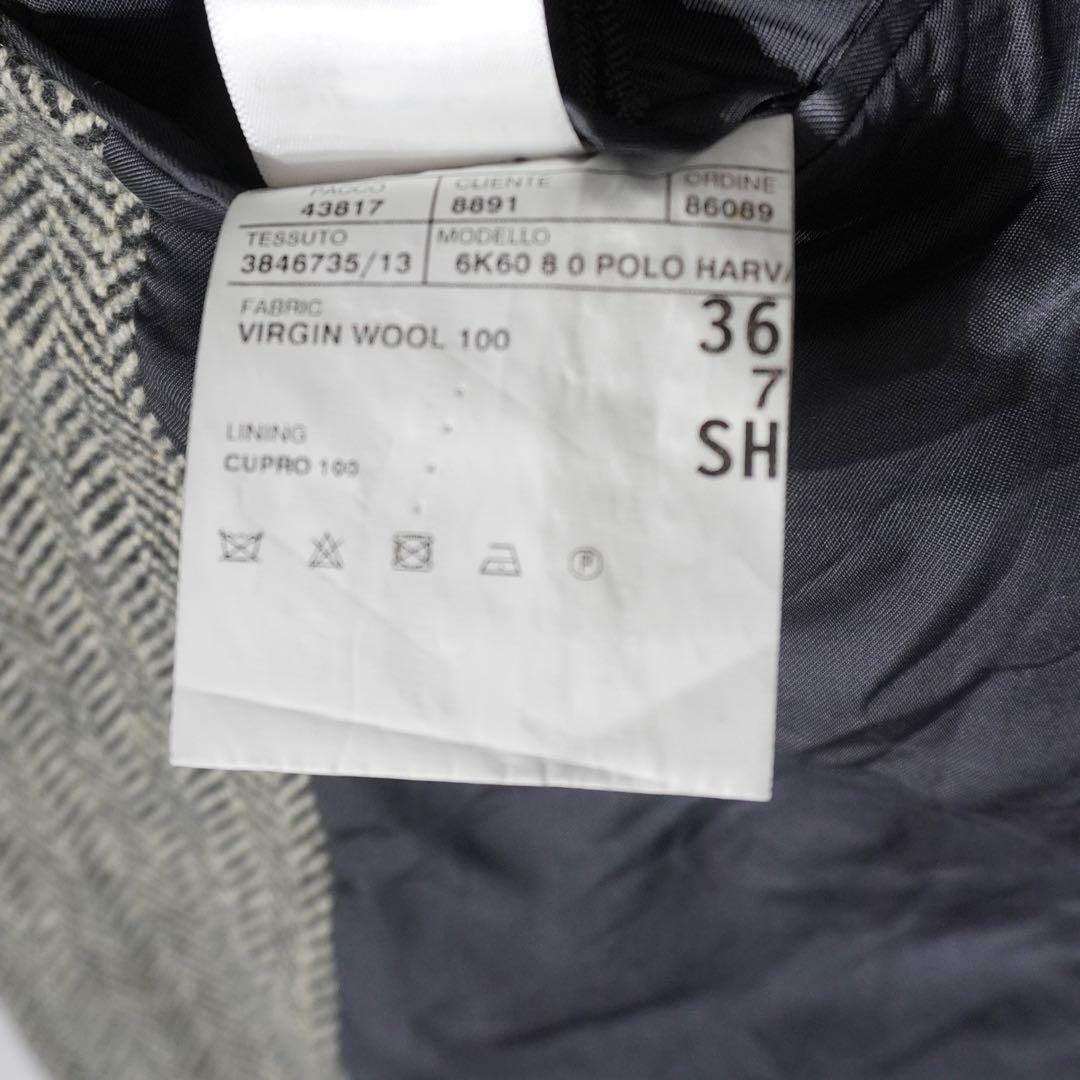 PACCO CLIENTE ORDINE
43817 8891 86089
TESSUTO MODELLO
3846735/13 6K60 8 0 POLO HARVA
FABRIC
VIRGIN WOOL 100
36
7
SH
LINING
CUPRO 100
P